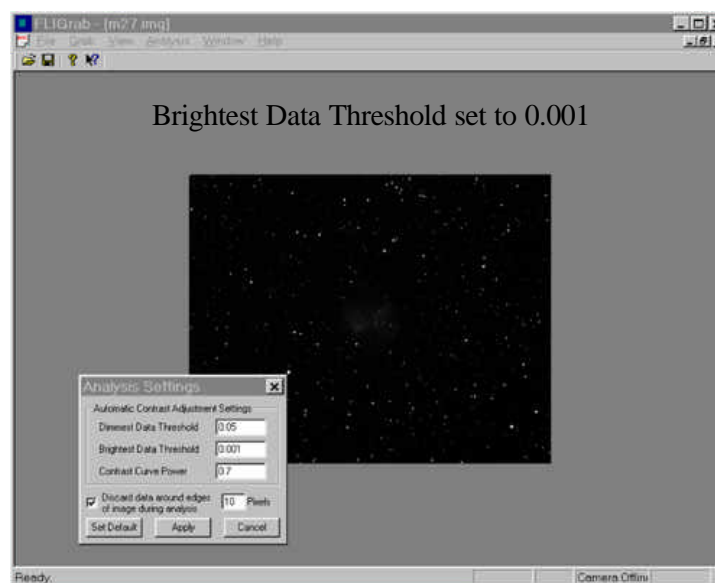 FLIGrab - [m27.img]
File Grab View Analysis Window Help
Brightest Data Threshold set to 0.001
Analysis Settings
Automatic Contrast Adjustment Settings
Dimmest Data Threshold 0.05
Brightest Data Threshold 0.001
Contrast Curve Power 0.7
Discard data around edges of image during analysis 10 Pixels
Set Default Apply Cancel
Ready. Camera Offline